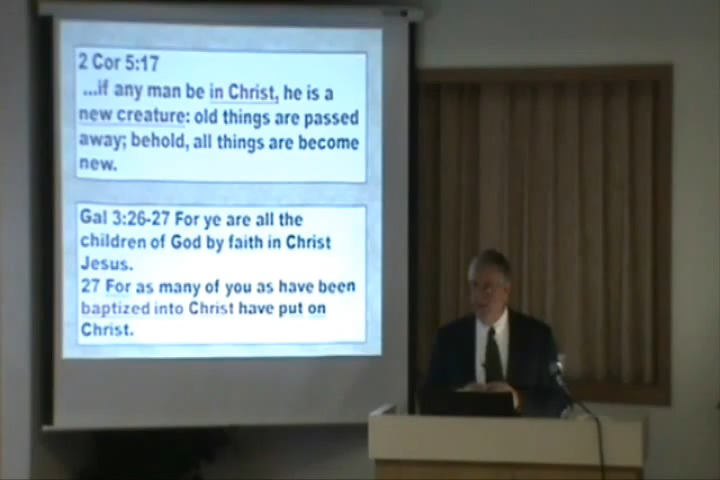 2 Cor 5:17
...if any man be in Christ, he is a
new creature: old things are passed
away; behold, all things are become
new.
Gal 3:26-27 For ye are all the
children of God by faith in Christ
Jesus.
27 For as many of you as have been
baptized into Christ have put on
Christ.